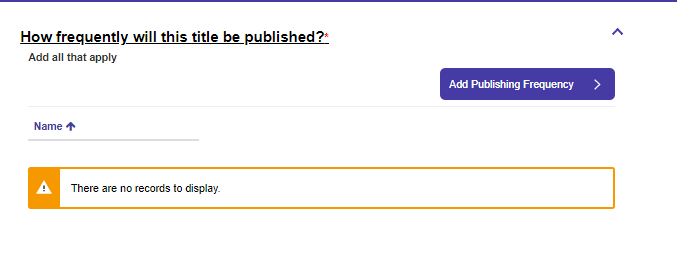 How frequently will this title be published?*
Add all that apply
Add Publishing Frequency
Name
There are no records to display.